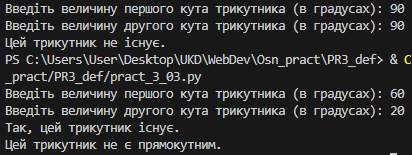 Введіть величину першого кута трикутника (в градусах): 90
Введіть величину другого кута трикутника (в градусах): 90
Цей трикутник не існує.
PS C:\Users\User\Desktop\UKD\WebDev\Osn_pract\PR3_def> & C
_pract/PR3_def/pract_3_03.py
Введіть величину першого кута трикутника (в градусах): 60
Введіть величину другого кута трикутника (в градусах): 20
Так, цей трикутник існує.
Цей трикутник не є прямокутним.